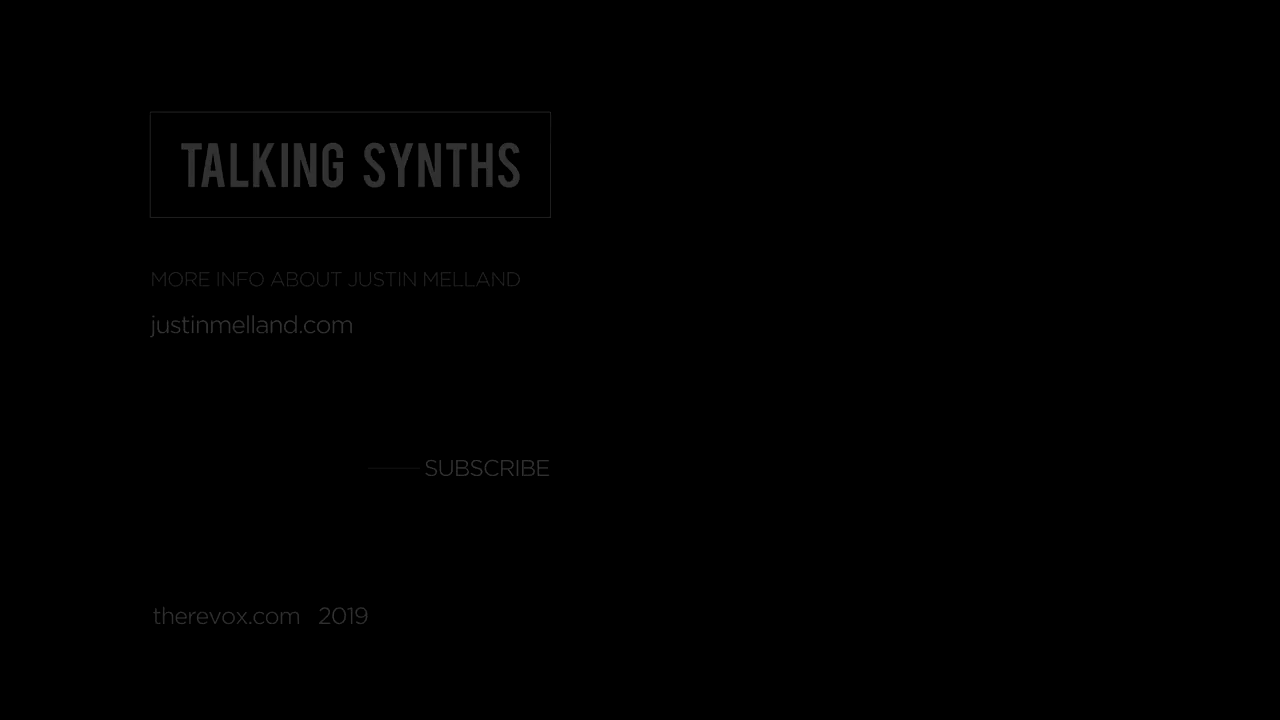 TALKING SYNTHS
MORE INFO ABOUT JUSTIN MELLAND
justinmelland.com
SUBSCRIBE
therevox.com 2019